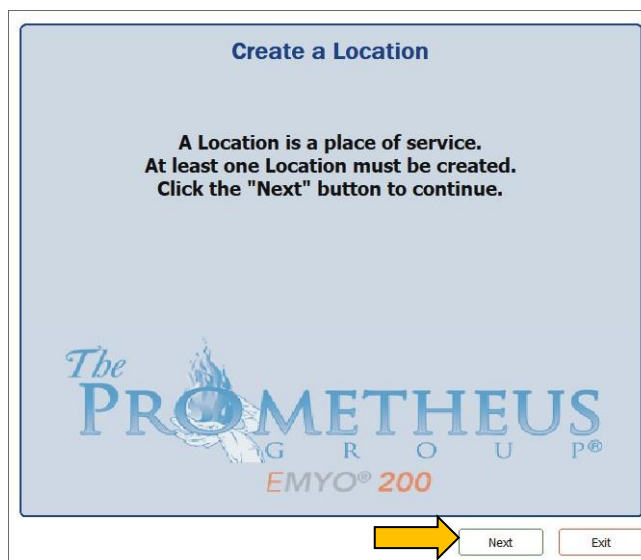 Create a Location
A Location is a place of service.
At least one Location must be created.
Click the "Next" button to continue.
The
PROMETHEUS
GROUP®
EMYO® 200
Next
Exit